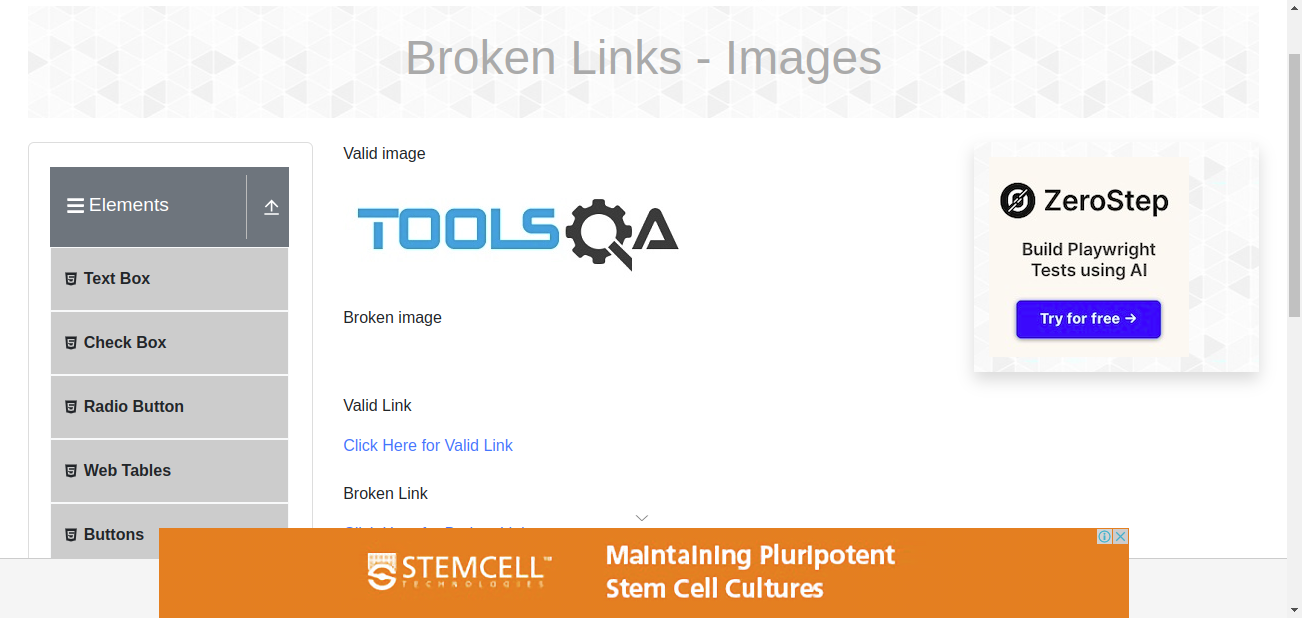 Broken Links - Images
Elements
Text Box
Check Box
Radio Button
Web Tables
Buttons
Valid image
TOOLSQA
Broken image
Valid Link
Click Here for Valid Link
Broken Link
ZeroStep
Build Playwright
Tests using AI
Try for free →
STEMCELL™
TECHNOLOGIES
Maintaining Pluripotent
Stem Cell Cultures